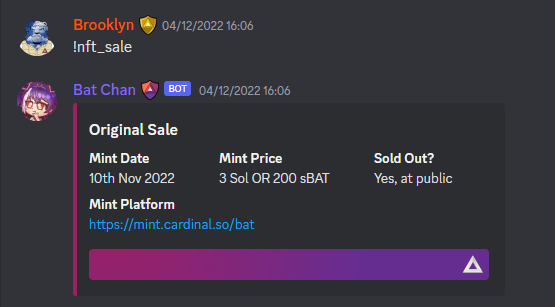 Brooklyn 04/12/2022 16:06
!nft_sale
Bat Chan BOT 04/12/2022 16:06
Original Sale
Mint Date Mint Price Sold Out?
10th Nov 2022 3 Sol OR 200 sBAT Yes, at public
Mint Platform
https://mint.cardinal.so/bat